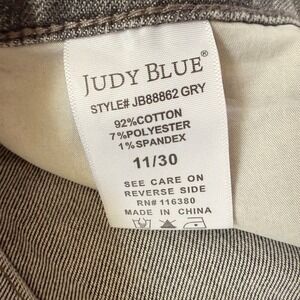 JUDY BLUE®
STYLE# JB88862 GRY
92%COTTON
7%POLYESTER
1%SPANDEX
11/30
SEE CARE ON
REVERSE SIDE
RN# 116380
MADE IN CHINA